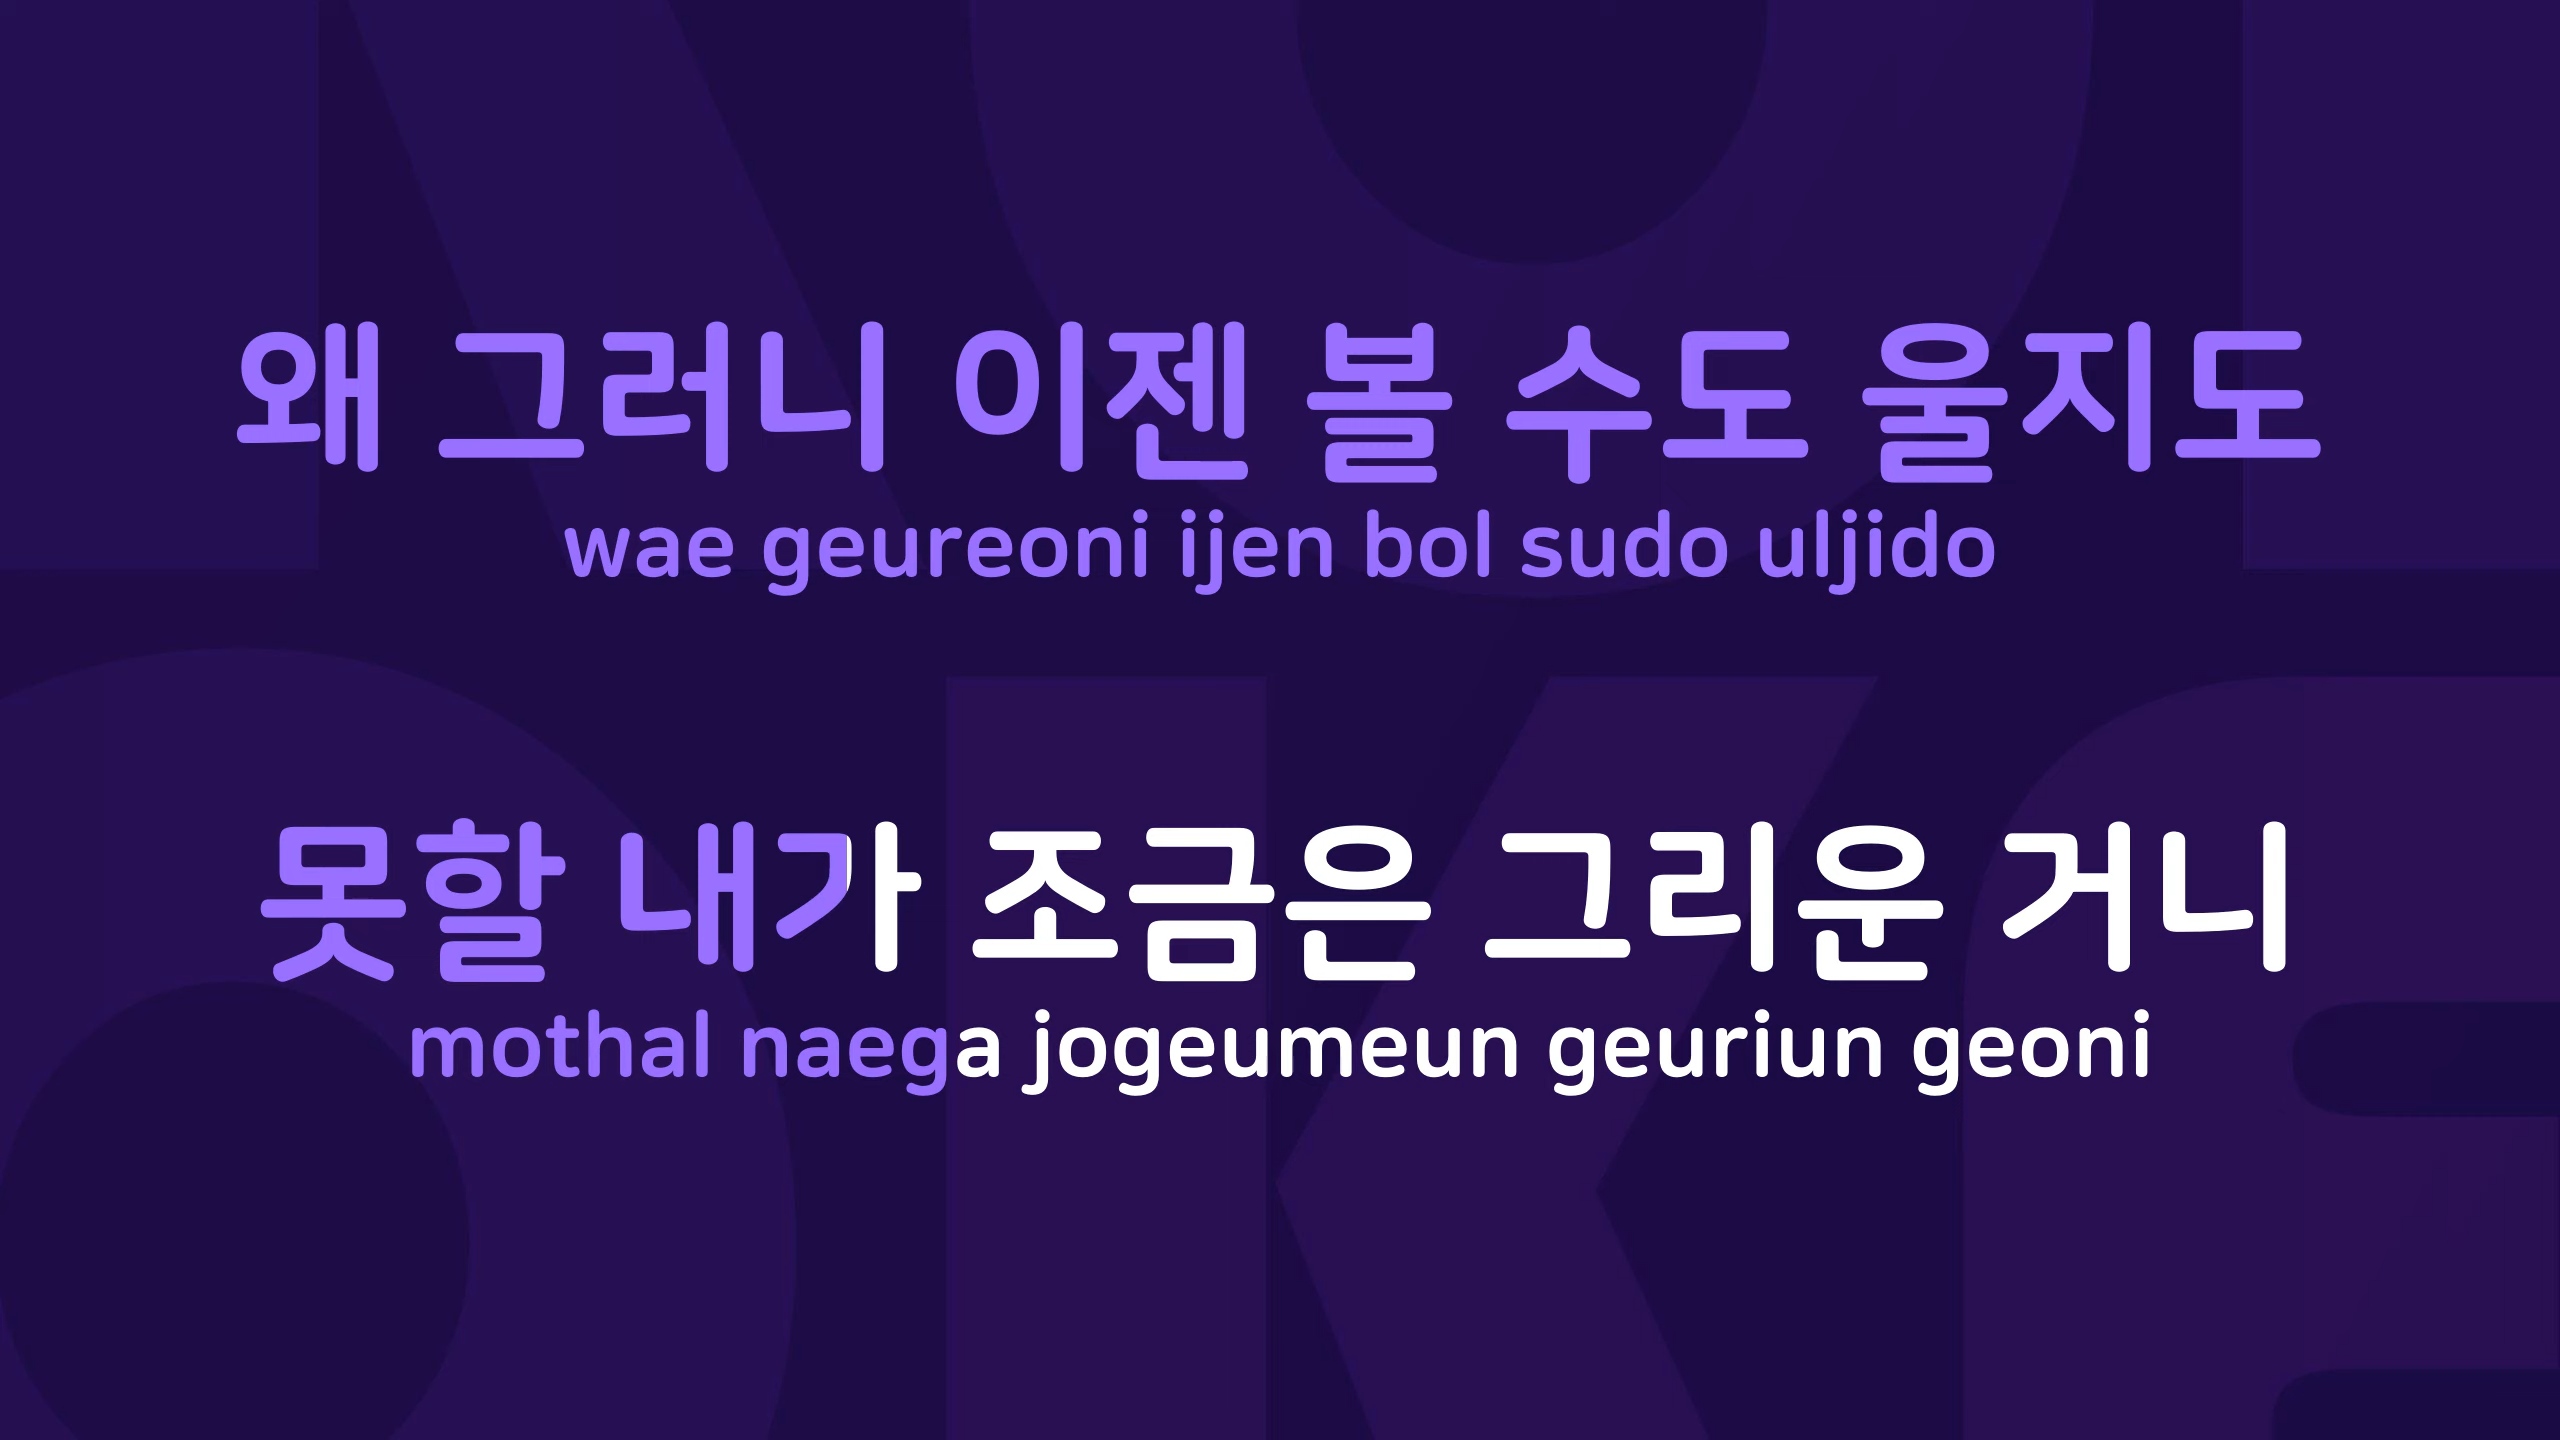 왜 그러니 이젠 볼 수도 울지도
wae geureoni ijen bol sudo uljido
못할 내가 조금은 그리운 거니
mothal naega jogeumeun geuriun geoni